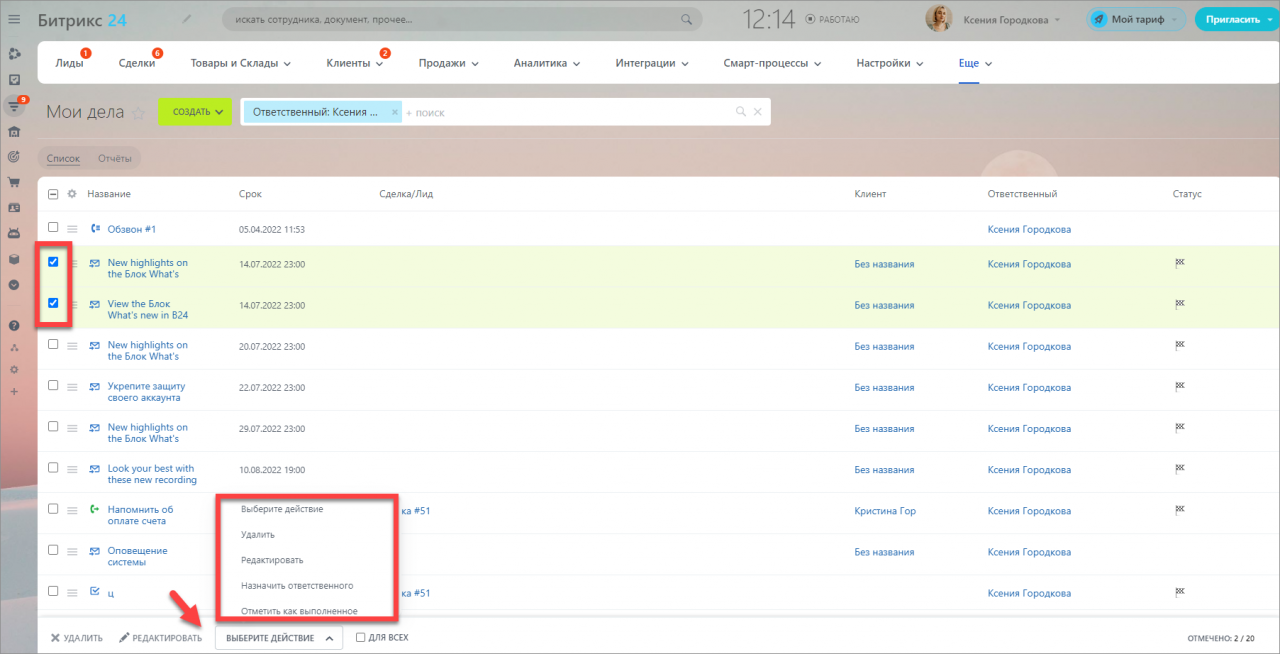 Битрикс 24
искать сотрудника, документ, прочее...
12:14
РАБОТАЮ
Ксения Городкова
Мой тариф
Пригласить
Лиды 1
Сделки 6
Товары и Склады
Клиенты 2
Продажи
Аналитика
Интеграции
Смарт-процессы
Настройки
Еще
9
Мои дела
СОЗДАТЬ
Ответственный: Ксения ... ×
+ поиск
Список
Отчёты
Название
Срок
Сделка/Лид
Клиент
Ответственный
Статус
Обзвон #1
05.04.2022 11:53
Ксения Городкова
New highlights on
the Блок What's
14.07.2022 23:00
Без названия
Ксения Городкова
View the Блок
What's new in B24
14.07.2022 23:00
Без названия
Ксения Городкова
New highlights on
the Блок What's
20.07.2022 23:00
Без названия
Ксения Городкова
Укрепите защиту
своего аккаунта
22.07.2022 23:00
Без названия
Ксения Городкова
New highlights on
the Блок What's
29.07.2022 23:00
Без названия
Ксения Городкова
Look your best with
these new recording
10.08.2022 19:00
Без названия
Ксения Городкова
Напомнить об
оплате счета
ка #51
Кристина Гор
Ксения Городкова
Оповещение
системы
Без названия
Ксения Городкова
ц
ка #51
Ксения Городкова
Выберите действие
Удалить
Редактировать
Назначить ответственного
Отметить как выполненное
УДАЛИТЬ
РЕДАКТИРОВАТЬ
ВЫБЕРИТЕ ДЕЙСТВИЕ
ДЛЯ ВСЕХ
ОТМЕЧЕНО: 2 / 20